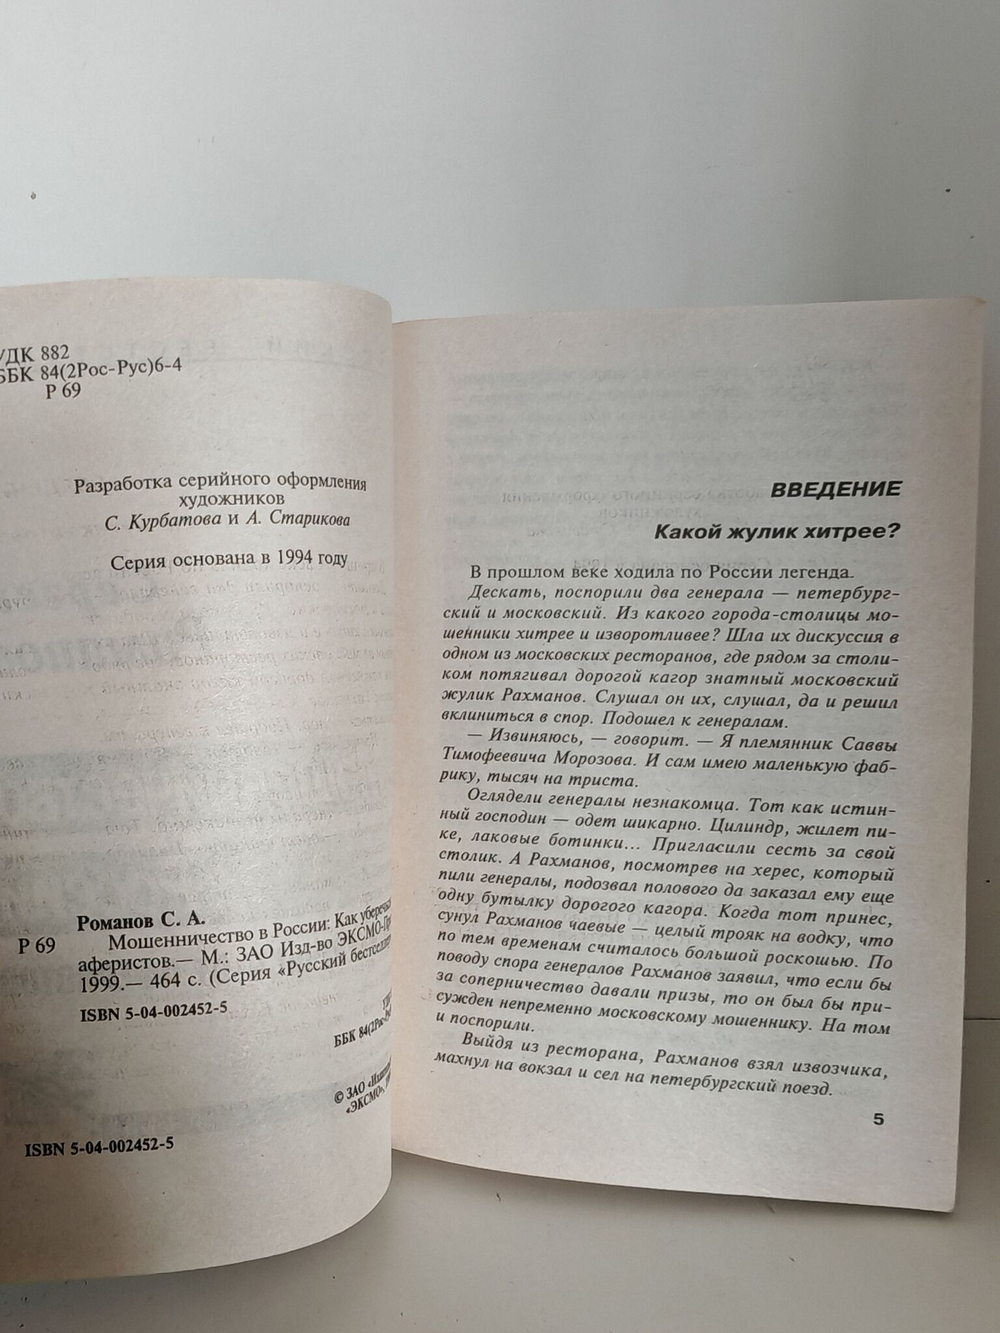 УДК 882
ББК 84(2Рос-Рус)6-4
Р 69
Разработка серийного оформления
художников
С. Курбатова и А. Старикова
Серия основана в 1994 году
Романов С. А.
Р 69
Мошенничество в России: Как
аферистов.— М.: ЗАО Изд-во
1999.— 464 с. (Серия «Русский
ISBN 5-04-002452-5
ББК
© ЗАО
«ЭКСМО»,
ISBN 5-04-002452-5
ВВЕДЕНИЕ
Какой жулик хитрее?
В прошлом веке ходила по России легенда.
Дескать, поспорили два генерала — петербург-
ский и московский. Из какого города-столицы мо-
шенники хитрее и изворотливее? Шла их дискуссия в
одном из московских ресторанов, где рядом за столи-
ком потягивал дорогой кагор знатный московский
жулик Рахманов. Слушал он их, слушал, да и решил
вклиниться в спор. Подошел к генералам.
— Извиняюсь, — говорит. — Я племянник Саввы
Тимофеевича Морозова. И сам имею маленькую фаб-
рику, тысяч на триста.
Оглядели генералы незнакомца. Тот как истин-
ный господин — одет шикарно. Цилиндр, жилет пи-
ке, лаковые ботинки... Пригласили сесть за свой
столик. А Рахманов, посмотрев на херес, который
пили генералы, подозвал полового да заказал ему еще
одну бутылку дорогого кагора. Когда тот принес,
сунул Рахманов чаевые — целый трояк на водку, что
по тем временам считалось большой роскошью. По
поводу спора генералов Рахманов заявил, что если бы
за соперничество давали призы, то он был бы при-
сужден непременно московскому мошеннику. На том
и поспорили.
Выйдя из ресторана, Рахманов взял извозчика,
махнул на вокзал и сел на петербургский поезд.
5